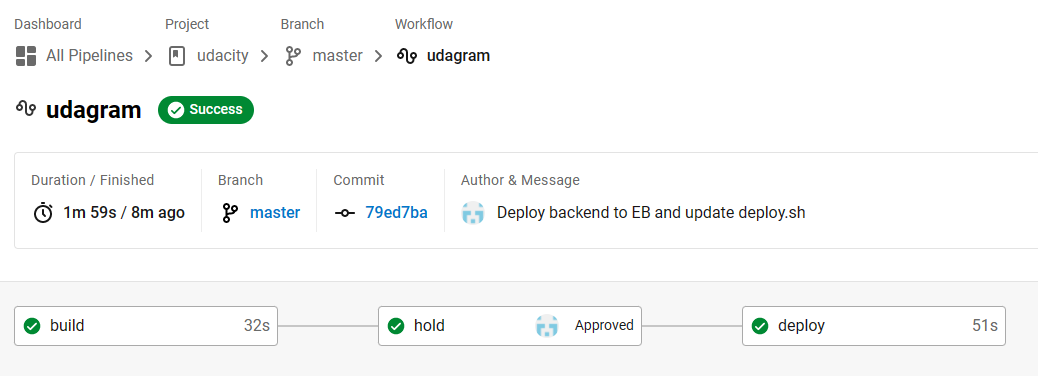 Dashboard Project Branch Workflow
All Pipelines udacity master udagram
udagram Success
Duration / Finished Branch Commit Author & Message
1m 59s / 8m ago master 79ed7ba Deploy backend to EB and update deploy.sh
build 32s hold Approved deploy 51s